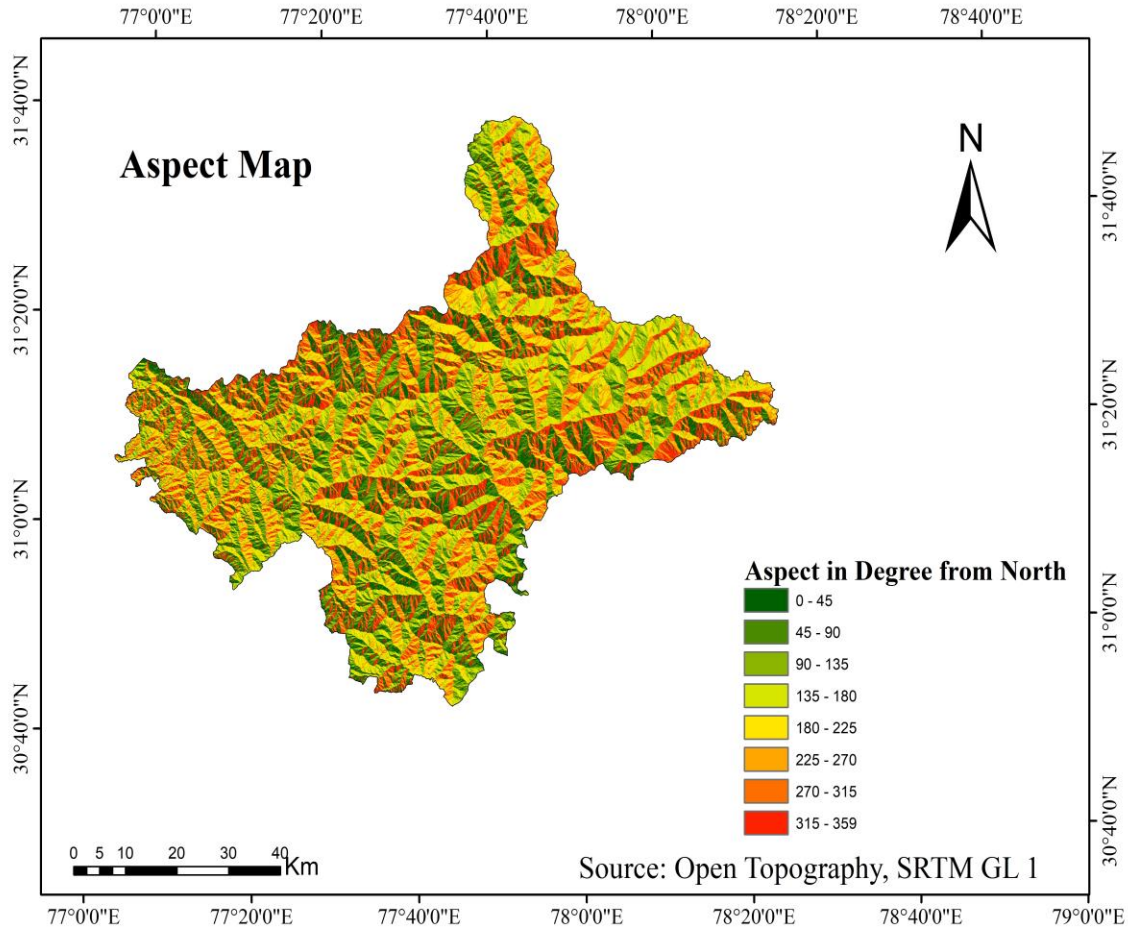 77°0'0"E 77°20'0"E 77°40'0"E 78°0'0"E 78°20'0"E 78°40'0"E
31°40'0"N
31°20'0"N
31°0'0"N
30°40'0"N
Aspect Map
N
31°40'0"N
31°20'0"N
31°0'0"N
30°40'0"N
Aspect in Degree from North
0 - 45
45 - 90
90 - 135
135 - 180
180 - 225
225 - 270
270 - 315
315 - 359
0 5 10 20 30 40
Km
Source: Open Topography, SRTM GL 1
77°0'0"E 77°20'0"E 77°40'0"E 78°0'0"E 78°20'0"E 78°40'0"E 79°0'0"E